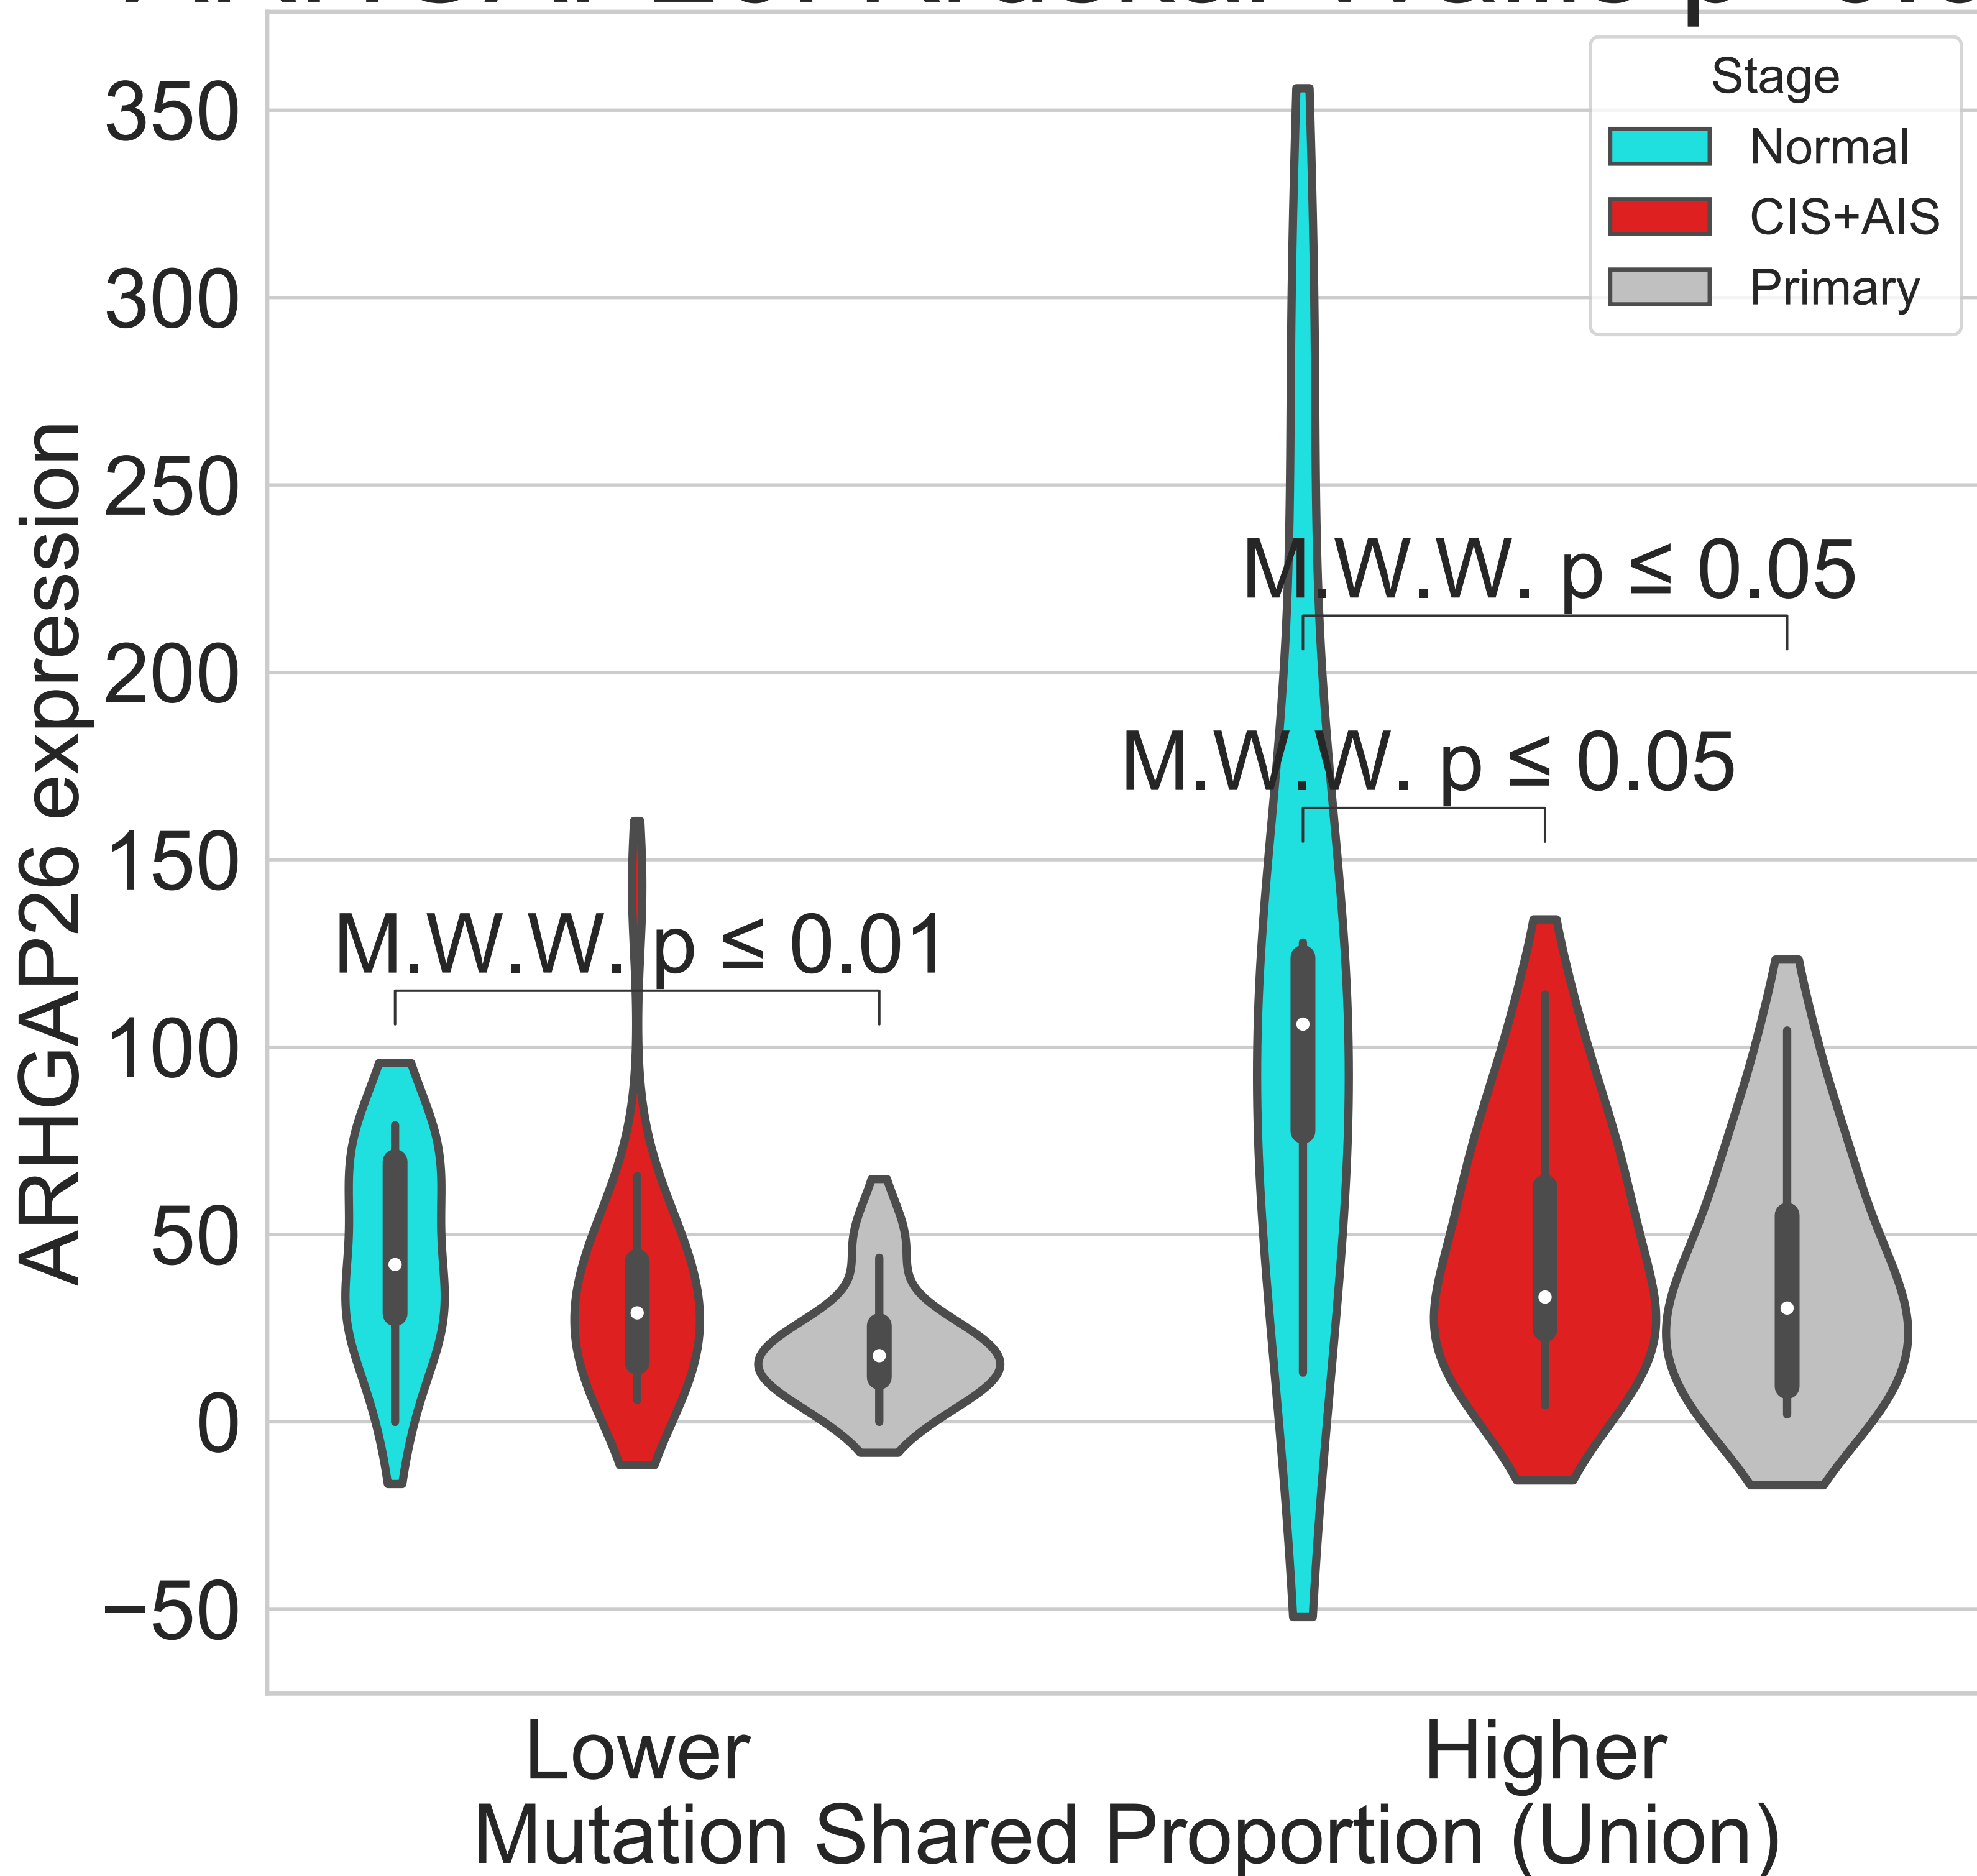 350
300
250
200
150
100
50
0
−50
ARHGAP26 expression
Stage
Normal
CIS+AIS
Primary
M.W.W. p ≤ 0.05
M.W.W. p ≤ 0.05
M.W.W. p ≤ 0.01
Lower
Higher
Mutation Shared Proportion (Union)